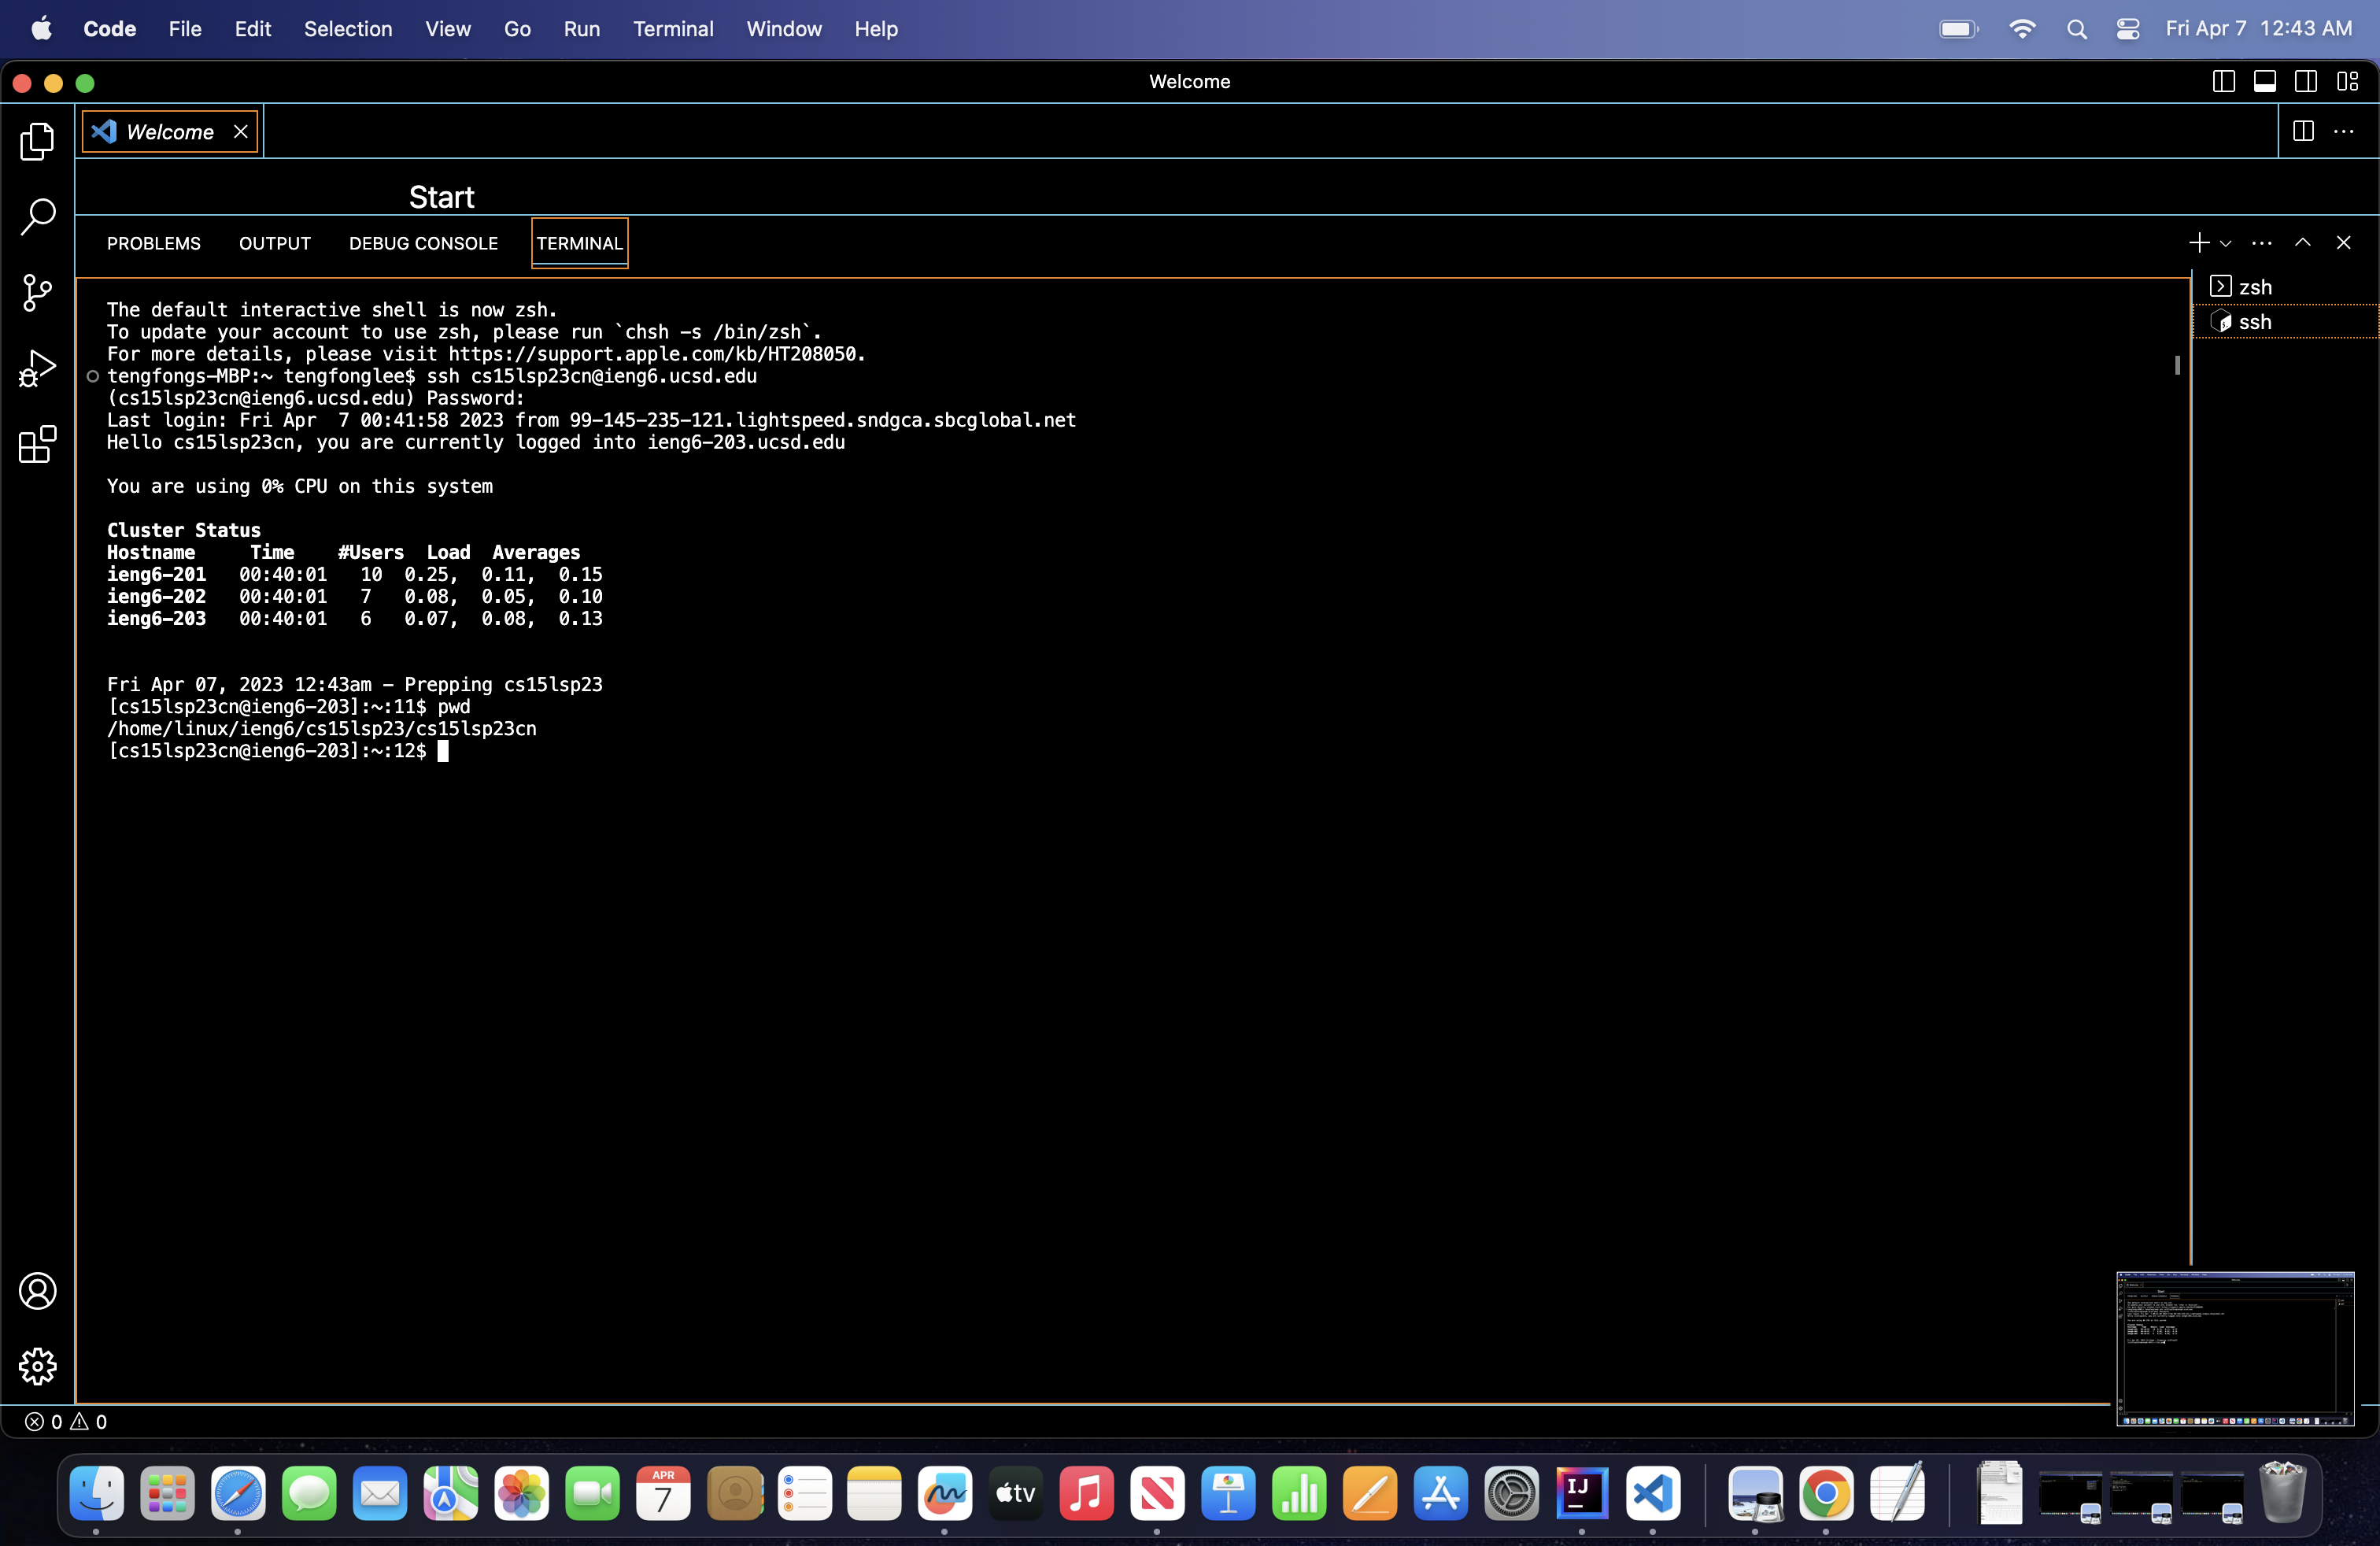 Code File Edit Selection View Go Run Terminal Window Help Fri Apr 7 12:43 AM
Welcome
Welcome
Start
PROBLEMS OUTPUT DEBUG CONSOLE TERMINAL
zsh
ssh
The default interactive shell is now zsh.
To update your account to use zsh, please run `chsh -s /bin/zsh`.
For more details, please visit https://support.apple.com/kb/HT208050.
tengfongs-MBP:~ tengfonglee$ ssh cs15lsp23cn@ieng6.ucsd.edu
(cs15lsp23cn@ieng6.ucsd.edu) Password:
Last login: Fri Apr  7 00:41:58 2023 from 99-145-235-121.lightspeed.sndgca.sbcglobal.net
Hello cs15lsp23cn, you are currently logged into ieng6-203.ucsd.edu
You are using 0% CPU on this system
Cluster Status
Hostname     Time    #Users  Load  Averages
ieng6-201   00:40:01   10  0.25,  0.11,  0.15
ieng6-202   00:40:01   7   0.08,  0.05,  0.10
ieng6-203   00:40:01   6   0.07,  0.08,  0.13
Fri Apr 07, 2023 12:43am - Prepping cs15lsp23
[cs15lsp23cn@ieng6-203]:~:11$ pwd
/home/linux/ieng6/cs15lsp23/cs15lsp23cn
[cs15lsp23cn@ieng6-203]:~:12$
0 0
APR
7
tv
IJ